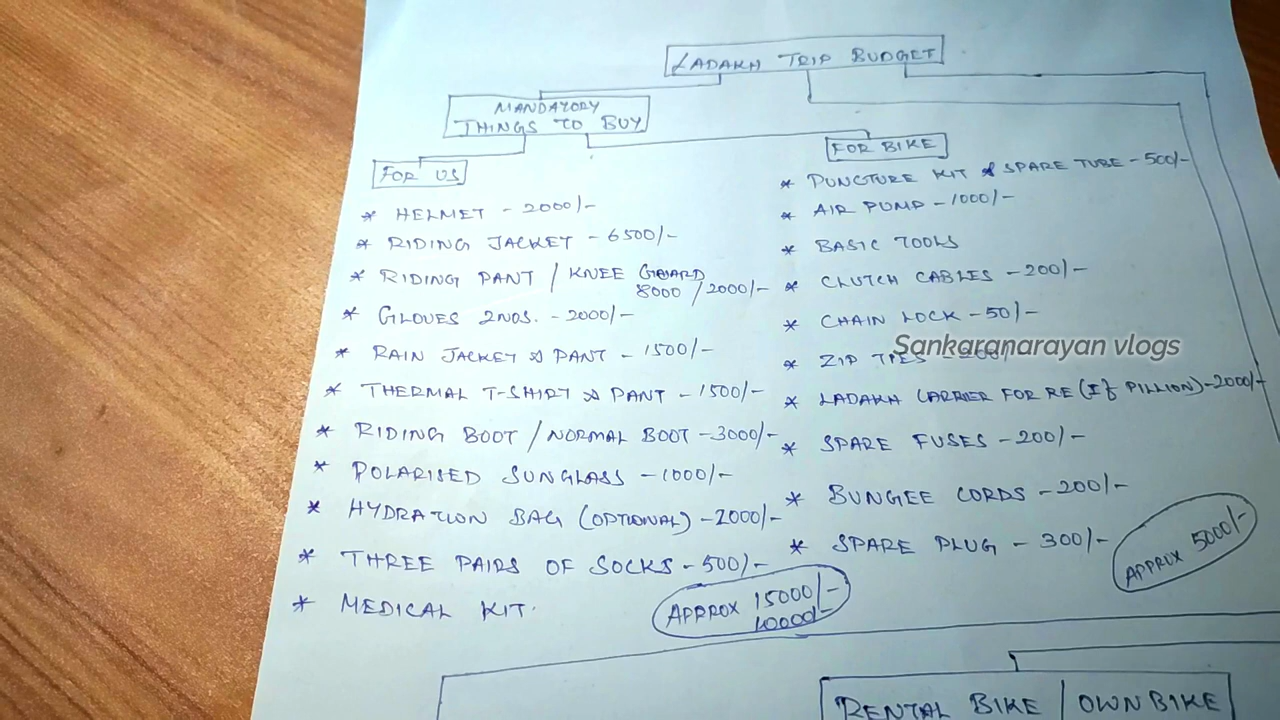 LADAKH TRIP BUDGET
MANDATORY
THINGS TO BUY
FOR US
* HELMET - 2000/-
* RIDING JACKET - 6500/-
* RIDING PANT / KNEE GUARD
8000 / 2000/-
* GLOVES 2NOS. - 2000/-
* RAIN JACKET & PANT - 1500/-
* THERMAL T-SHIRT & PANT - 1500/-
* RIDING BOOT / NORMAL BOOT - 3000/-
* POLARISED SUNGLASS - 1000/-
* HYDRATION BAG (OPTIONAL) - 2000/-
* THREE PAIRS OF SOCKS - 500/-
* MEDICAL KIT.
APPROX 15000/-
10000/-
FOR BIKE
* PUNCTURE KIT & SPARE TUBE - 500/-
* AIR PUMP - 1000/-
* BASIC TOOLS
* CLUTCH CABLES - 200/-
* CHAIN LOCK - 50/-
Sankaranarayan vlogs
* ZIP TIES
* LADAKH CARRIER FOR RE (If PILLION) - 2000/-
* SPARE FUSES - 200/-
* BUNGEE CORDS - 200/-
* SPARE PLUG - 300/-
APPROX 5000/-
RENTAL BIKE / OWN BIKE